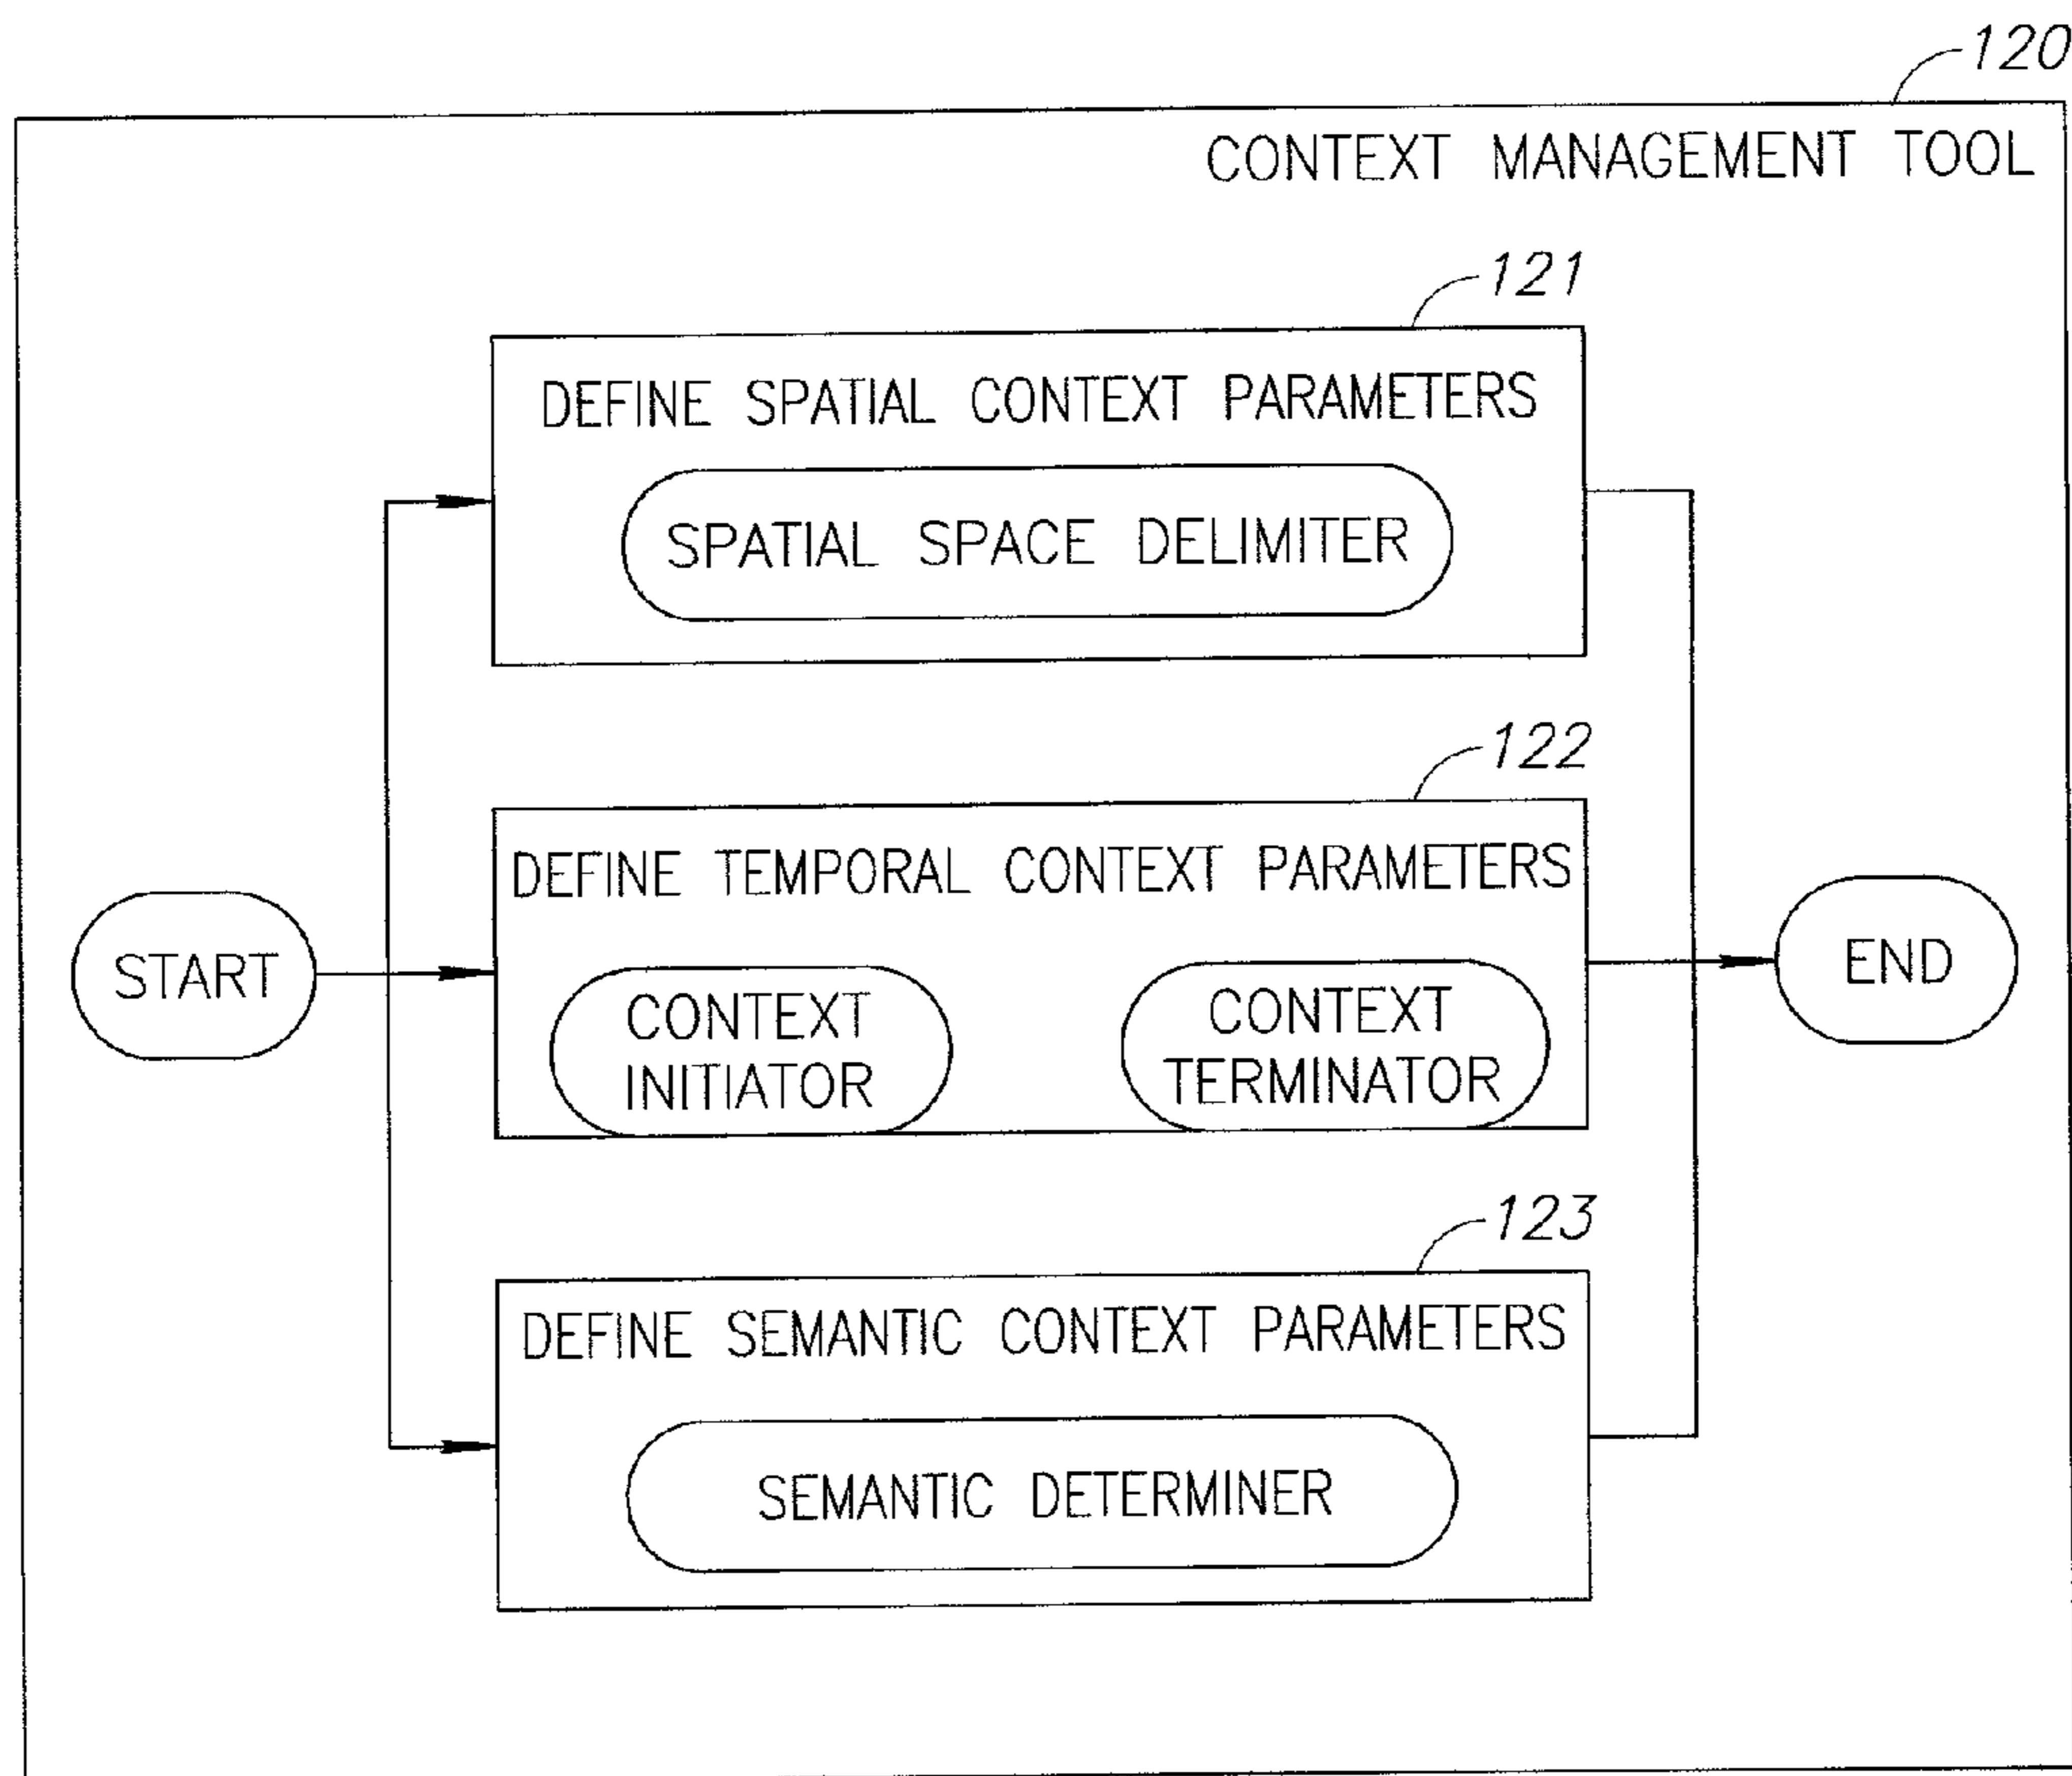 120
CONTEXT MANAGEMENT TOOL
121
DEFINE SPATIAL CONTEXT PARAMETERS
SPATIAL SPACE DELIMITER
122
DEFINE TEMPORAL CONTEXT PARAMETERS
START
CONTEXT
INITIATOR
CONTEXT
TERMINATOR
END
123
DEFINE SEMANTIC CONTEXT PARAMETERS
SEMANTIC DETERMINER